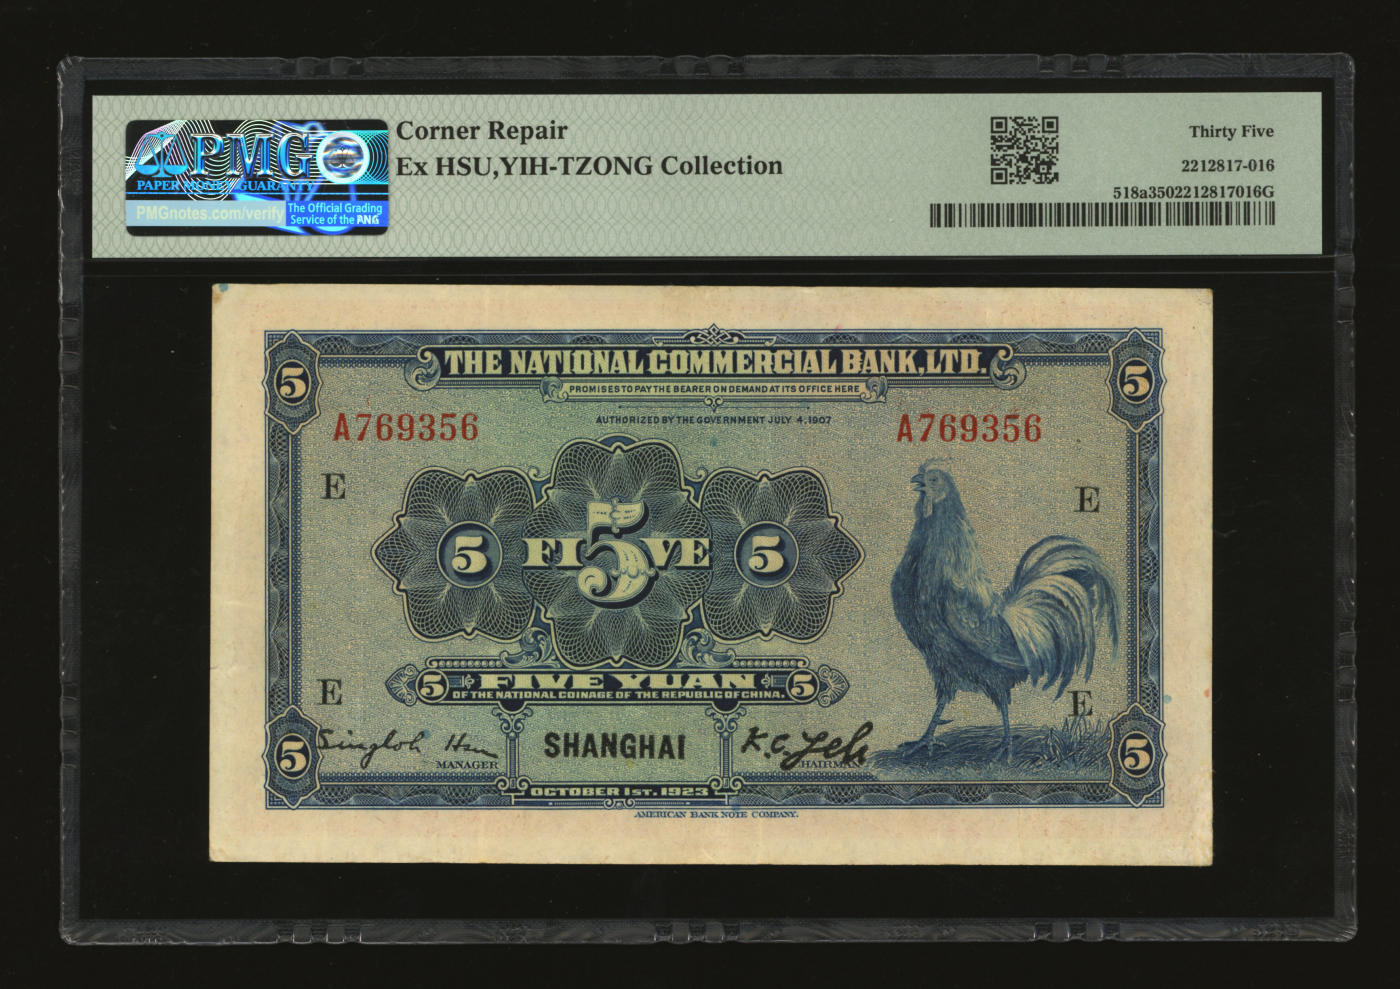 PMG
PAPER MONEY GUARANTY
PMGnotes.com/verify
The Official Grading
Service of the PNG
Corner Repair
Ex HSU,YIH-TZONG Collection
Thirty Five
2212817-016
518a3502212817016G
THE NATIONAL COMMERCIAL BANK, LTD.
PROMISES TO PAY THE BEARER ON DEMAND AT ITS OFFICE HERE
AUTHORIZED BY THE GOVERNMENT JULY 4, 1907
5 5
A769356 A769356
E E
5 FI5VE 5
5 FIVE YUAN 5
OF THE NATIONAL COINAGE OF THE REPUBLIC OF CHINA.
E E
5 Singloh Hsu SHANGHAI K.C. Yeh 5
MANAGER CHAIRMAN
OCTOBER 1ST. 1923
AMERICAN BANK NOTE COMPANY.